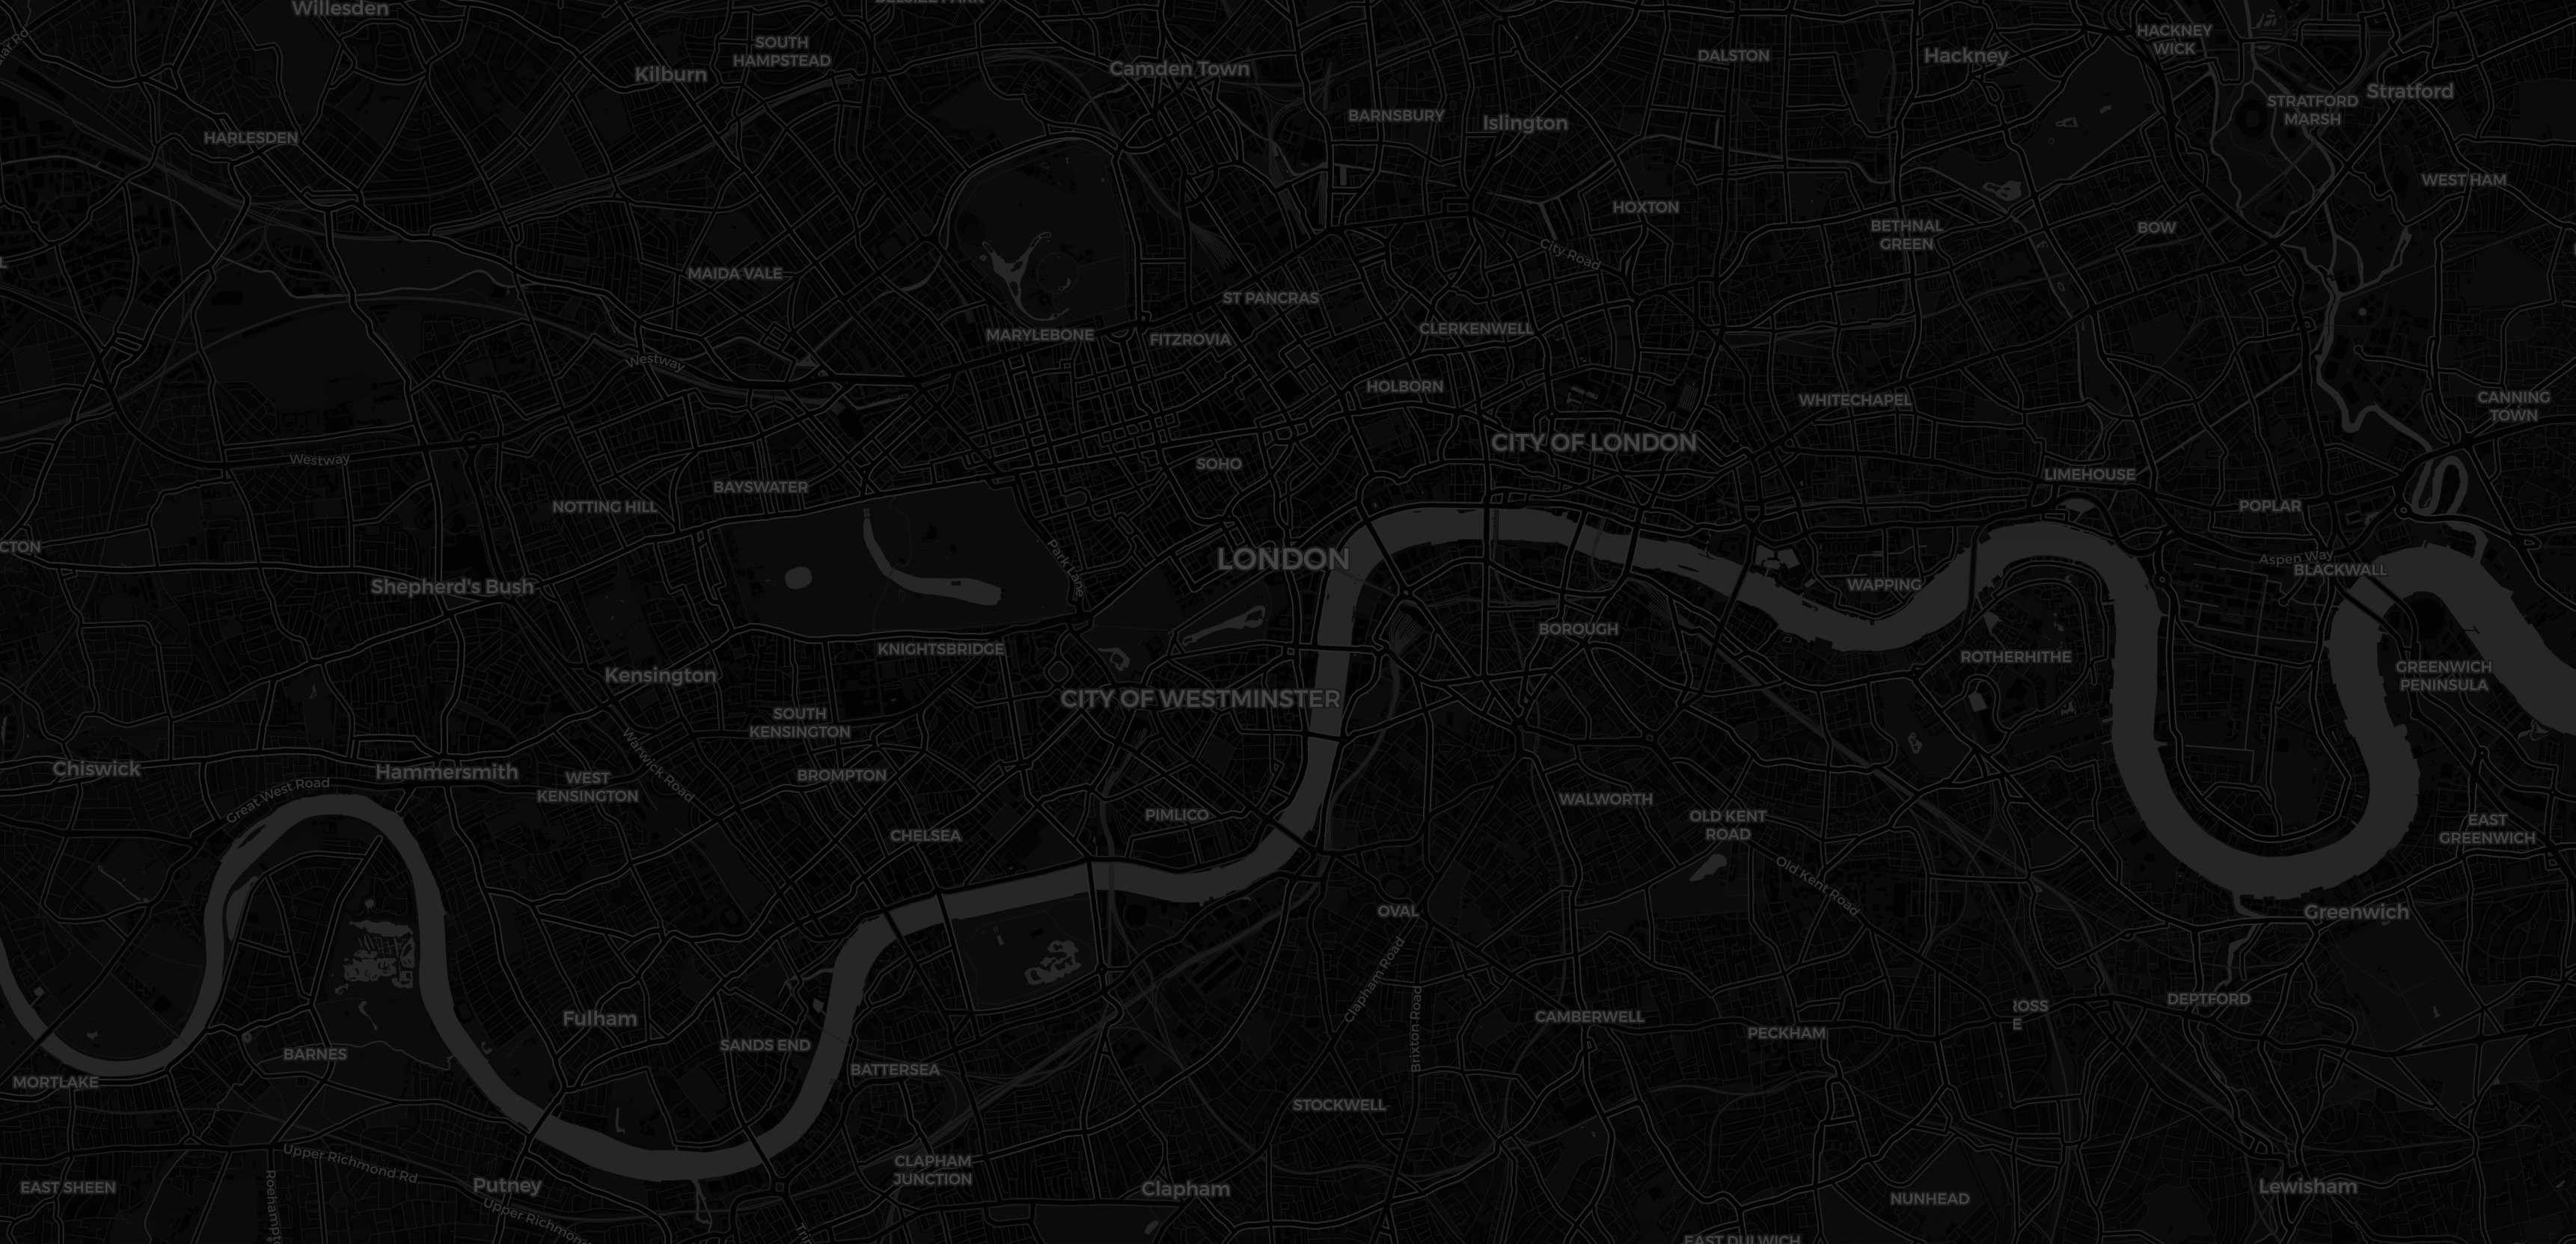 Willesden
SOUTH
HAMPSTEAD
Kilburn
Camden Town
DALSTON
Hackney
HACKNEY
WICK
STRATFORD
MARSH
Stratford
BARNSBURY
Islington
HARLESDEN
WEST HAM
HOXTON
BETHNAL
GREEN
BOW
City Road
MAIDA VALE
ST PANCRAS
MARYLEBONE
FITZROVIA
CLERKENWELL
Westway
HOLBORN
WHITECHAPEL
CANNING
TOWN
CITY OF LONDON
Westway
SOHO
LIMEHOUSE
BAYSWATER
NOTTING HILL
POPLAR
Park Lane
LONDON
Aspen Way
BLACKWALL
Shepherd's Bush
WAPPING
BOROUGH
KNIGHTSBRIDGE
ROTHERHITHE
Kensington
GREENWICH
PENINSULA
CITY OF WESTMINSTER
SOUTH
KENSINGTON
Warwick Road
Chiswick
Hammersmith
Great West Road
WEST
KENSINGTON
BROMPTON
WALWORTH
PIMLICO
OLD KENT
ROAD
EAST
GREENWICH
CHELSEA
Old Kent Road
OVAL
Greenwich
Clapham Road
Brixton Road
DEPTFORD
Fulham
CAMBERWELL
PECKHAM
SANDS END
BARNES
BATTERSEA
MORTLAKE
STOCKWELL
Upper Richmond Rd
CLAPHAM
JUNCTION
EAST SHEEN
Putney
Clapham
Lewisham
NUNHEAD
EAST DULWICH